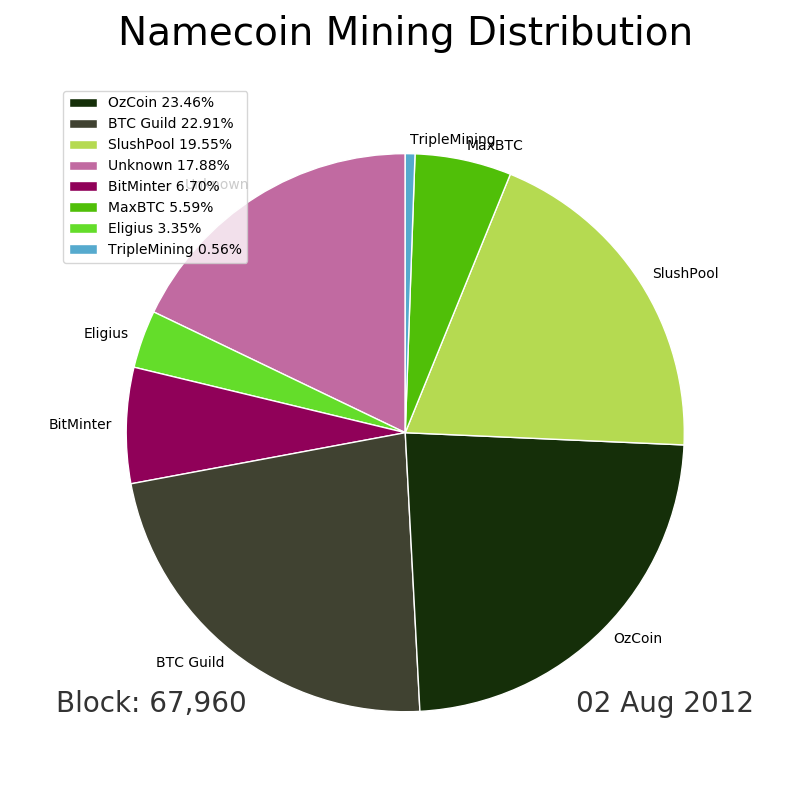 Namecoin Mining Distribution
OzCoin 23.46%
BTC Guild 22.91%
SlushPool 19.55%
Unknown 17.88%
BitMinter 6.70%
MaxBTC 5.59%
Eligius 3.35%
TripleMining 0.56%
TripleMining
MaxBTC
Unknown
SlushPool
Eligius
BitMinter
OzCoin
BTC Guild
Block: 67,960
02 Aug 2012